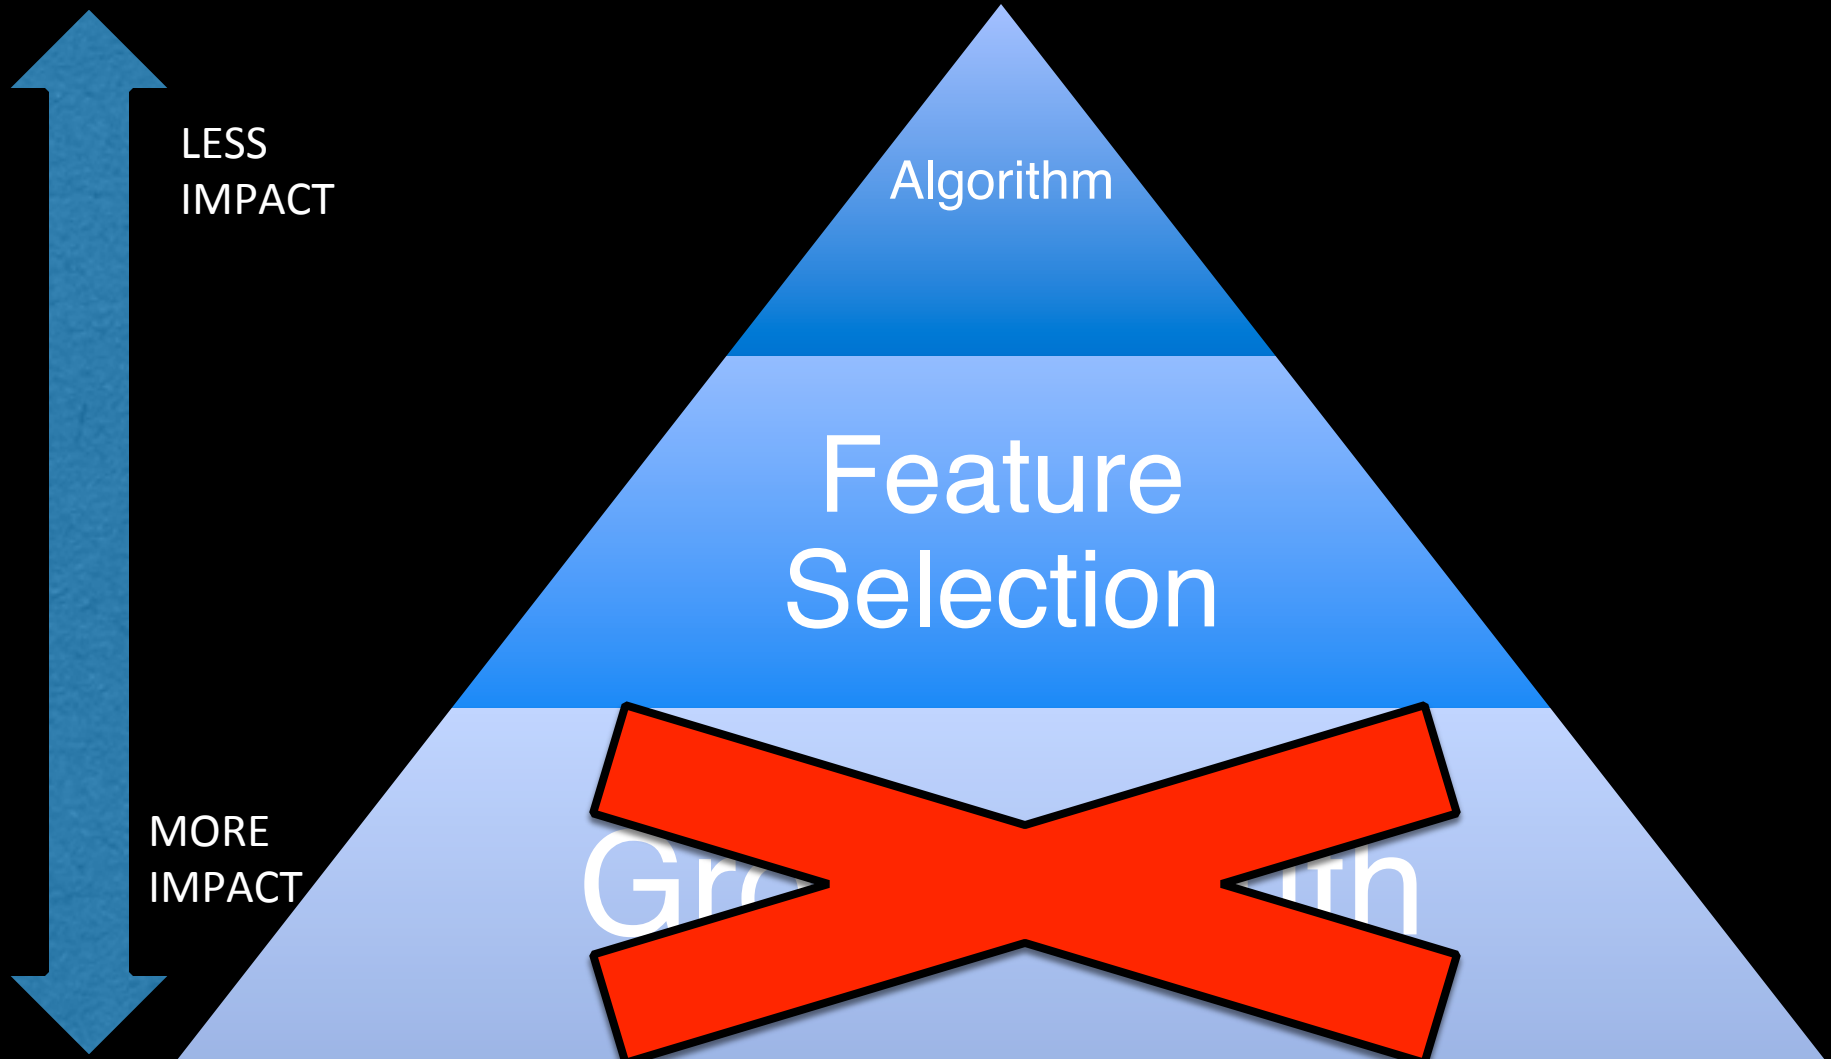 LESS
IMPACT
Algorithm
Feature
Selection
MORE
IMPACT